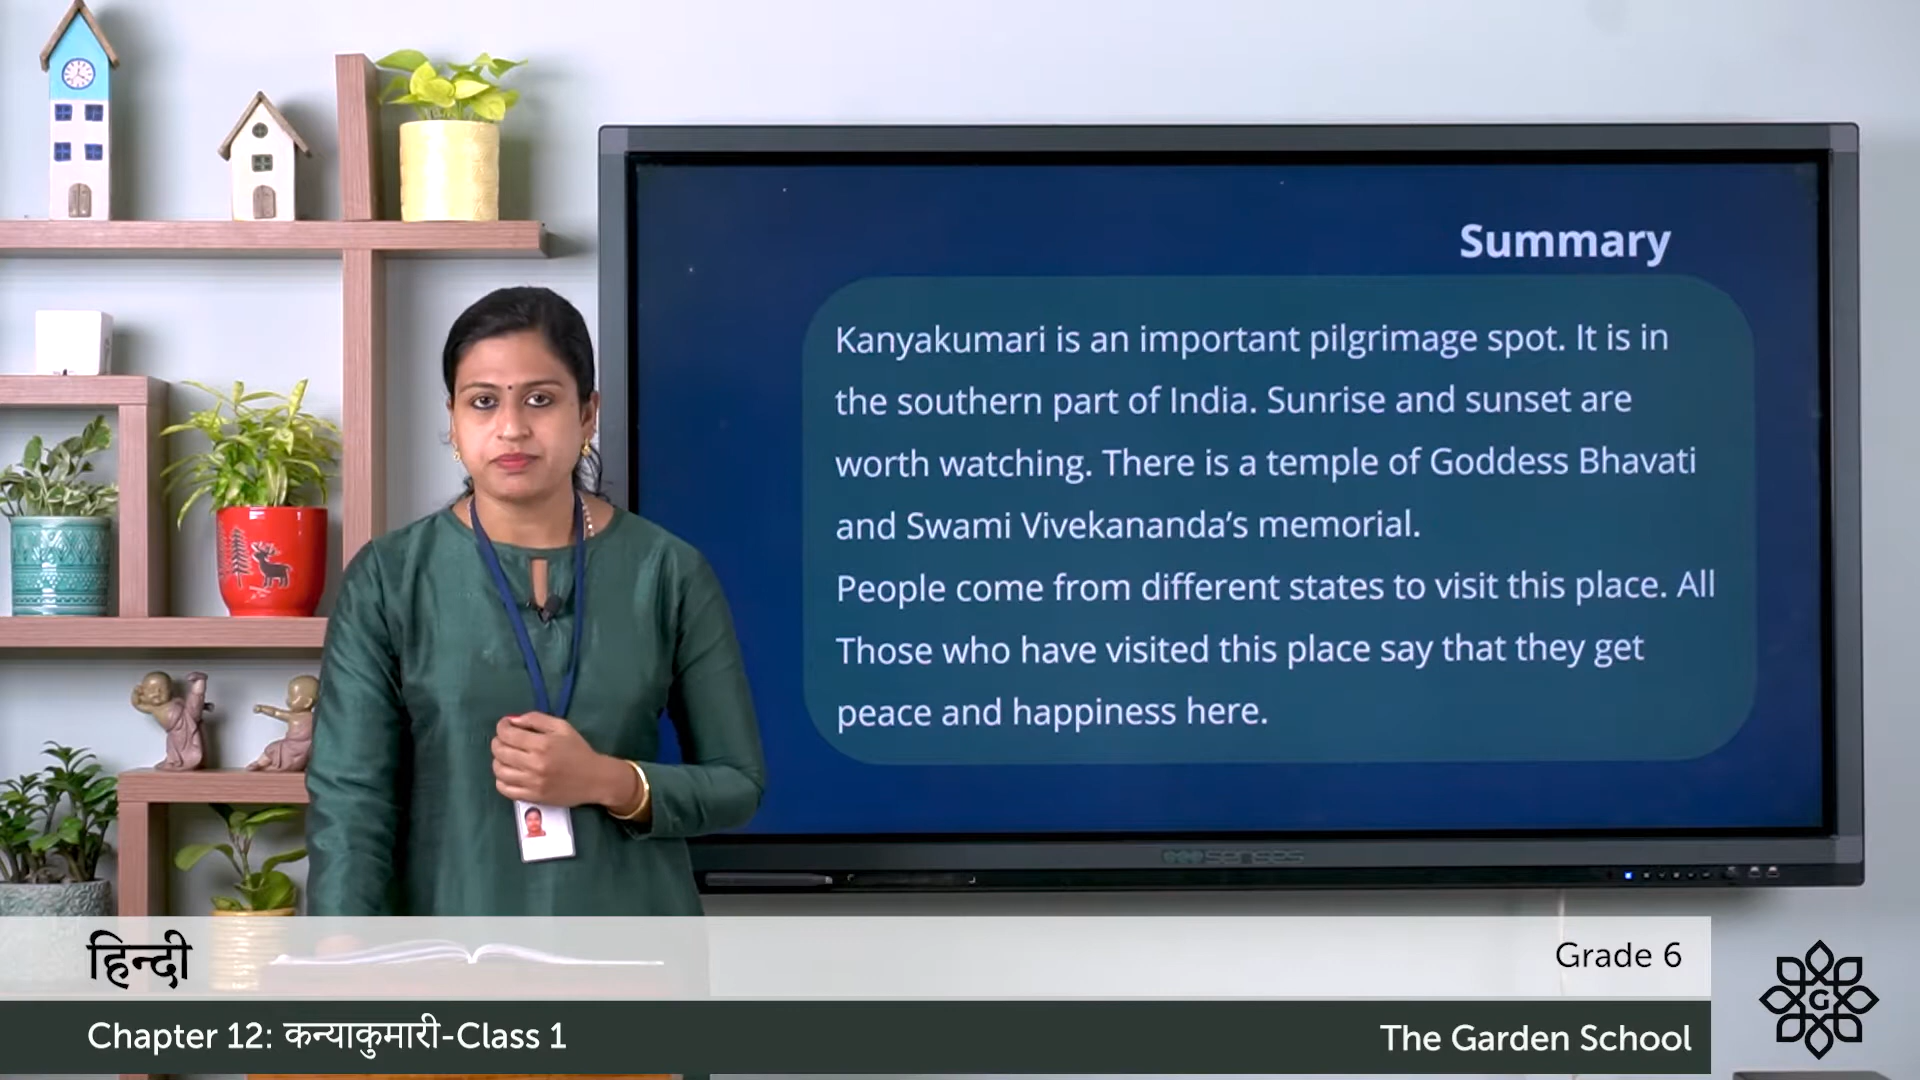 Summary
Kanyakumari is an important pilgrimage spot. It is in
the southern part of India. Sunrise and sunset are
worth watching. There is a temple of Goddess Bhavati
and Swami Vivekananda’s memorial.
People come from different states to visit this place. All
Those who have visited this place say that they get
peace and happiness here.
senses
हिन्दी
Grade 6
Chapter 12: कन्याकुमारी-Class 1
The Garden School
G